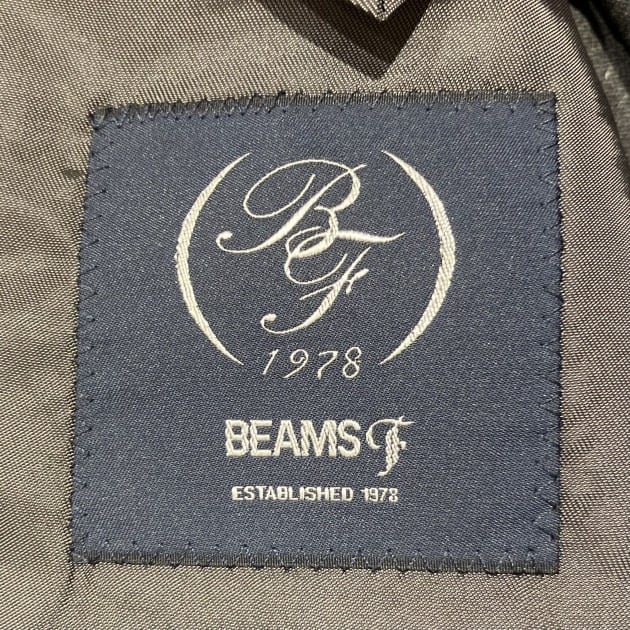 BF
1978
BEAMS F
ESTABLISHED 1978